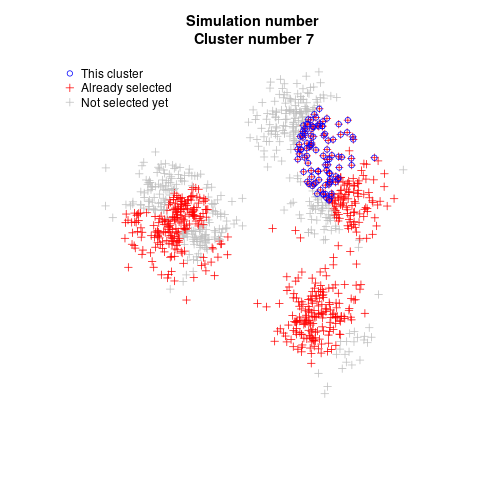 Simulation number
Cluster number 7
This cluster
Already selected
Not selected yet